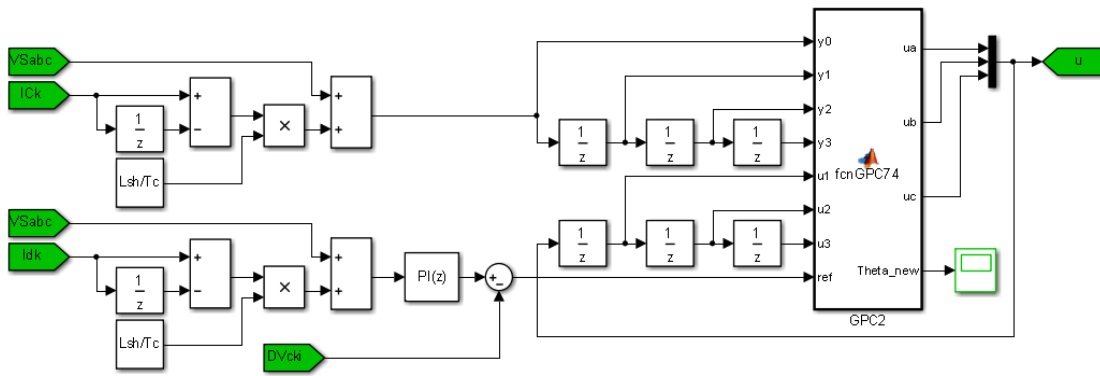 VSabc
ICk
+
−
1
z
×
Lsh/Tc
+
+
1
z
1
z
1
z
y0
y1
y2
y3
u1
u2
u3
ref
fcnGPC74
ua
ub
uc
Theta_new
GPC2
u
VSabc
Idk
+
−
1
z
×
Lsh/Tc
+
+
PI(z)
+
−
1
z
1
z
1
z
DVcki